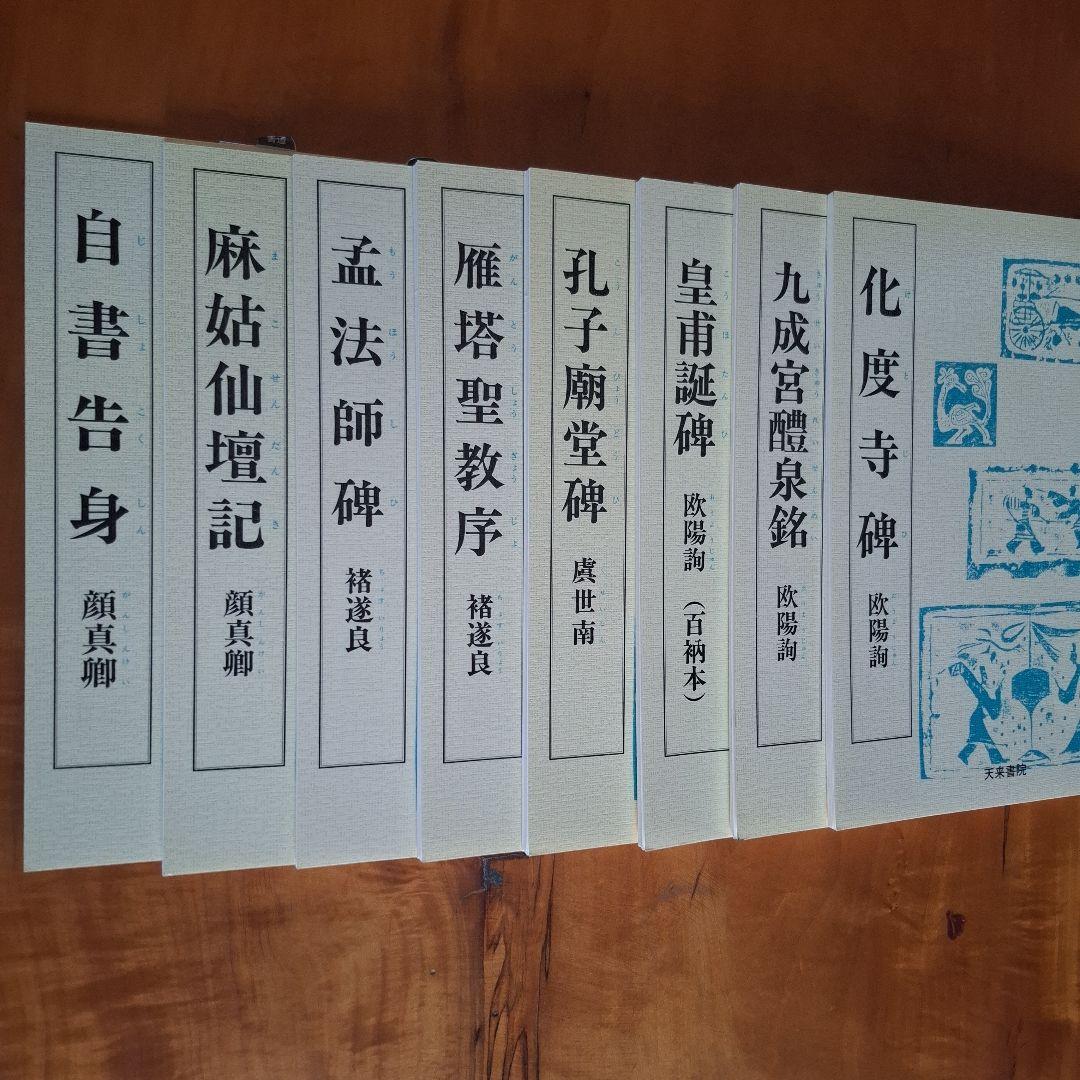 自書告身 顔真卿
麻姑仙壇記 顔真卿
孟法師碑 褚遂良
雁塔聖教序 褚遂良
孔子廟堂碑 虞世南
皇甫誕碑 欧陽詢（百衲本）
九成宮醴泉銘 欧陽詢
化度寺碑 欧陽詢
天来書院
書道